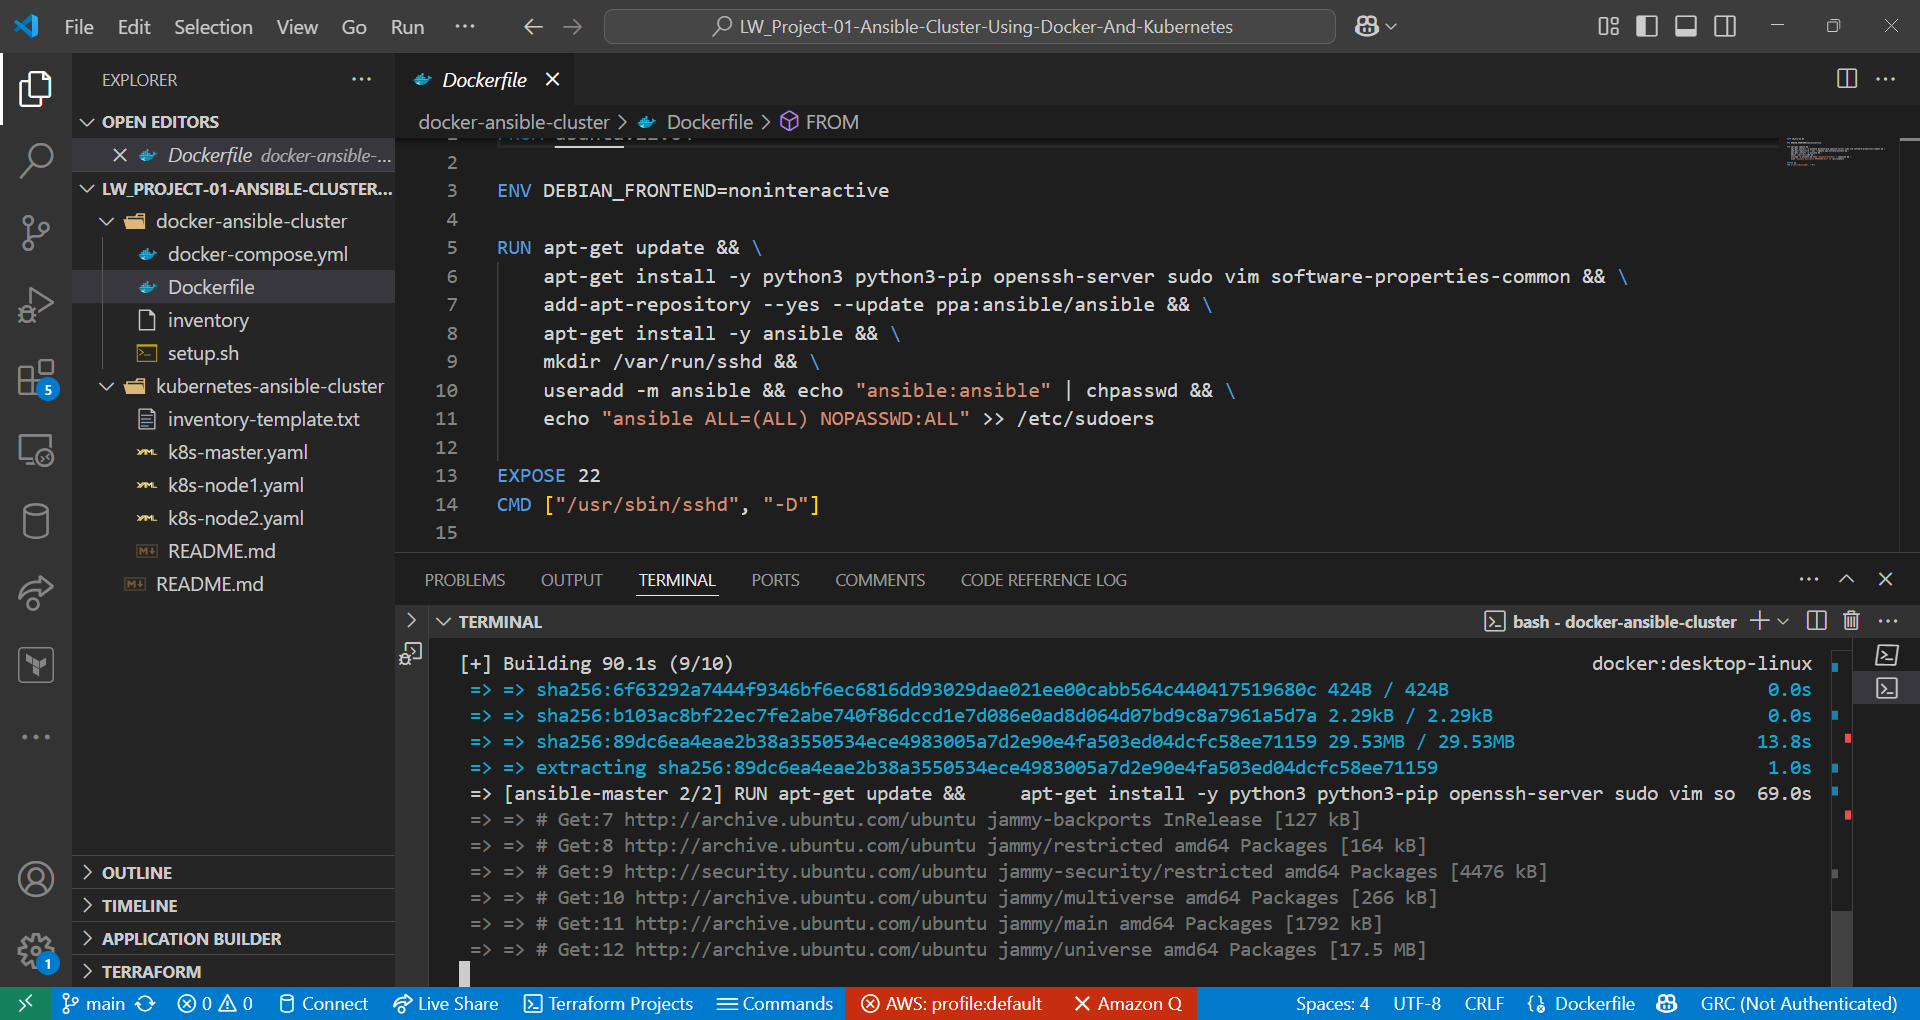 File Edit Selection View Go Run ··· LW_Project-01-Ansible-Cluster-Using-Docker-And-Kubernetes
EXPLORER
OPEN EDITORS
Dockerfile docker-ansible-...
LW_PROJECT-01-ANSIBLE-CLUSTER...
docker-ansible-cluster
docker-compose.yml
Dockerfile
inventory
setup.sh
kubernetes-ansible-cluster
inventory-template.txt
k8s-master.yaml
k8s-node1.yaml
k8s-node2.yaml
README.md
README.md
OUTLINE
TIMELINE
APPLICATION BUILDER
TERRAFORM
5
1
Dockerfile
docker-ansible-cluster > Dockerfile > FROM
2
3 ENV DEBIAN_FRONTEND=noninteractive
4
5 RUN apt-get update && \
6 apt-get install -y python3 python3-pip openssh-server sudo vim software-properties-common && \
7 add-apt-repository --yes --update ppa:ansible/ansible && \
8 apt-get install -y ansible && \
9 mkdir /var/run/sshd && \
10 useradd -m ansible && echo "ansible:ansible" | chpasswd && \
11 echo "ansible ALL=(ALL) NOPASSWD:ALL" >> /etc/sudoers
12
13 EXPOSE 22
14 CMD ["/usr/sbin/sshd", "-D"]
15
PROBLEMS OUTPUT TERMINAL PORTS COMMENTS CODE REFERENCE LOG
TERMINAL bash - docker-ansible-cluster
[+] Building 90.1s (9/10) docker:desktop-linux
=> => sha256:6f63292a7444f9346bf6ec6816dd93029dae021ee00cabb564c440417519680c 424B / 424B 0.0s
=> => sha256:b103ac8bf22ec7fe2abe740f86dccd1e7d086e0ad8d064d07bd9c8a7961a5d7a 2.29kB / 2.29kB 0.0s
=> => sha256:89dc6ea4eae2b38a3550534ece4983005a7d2e90e4fa503ed04dcfc58ee71159 29.53MB / 29.53MB 13.8s
=> => extracting sha256:89dc6ea4eae2b38a3550534ece4983005a7d2e90e4fa503ed04dcfc58ee71159 1.0s
=> [ansible-master 2/2] RUN apt-get update && apt-get install -y python3 python3-pip openssh-server sudo vim so 69.0s
=> => # Get:7 http://archive.ubuntu.com/ubuntu jammy-backports InRelease [127 kB]
=> => # Get:8 http://archive.ubuntu.com/ubuntu jammy/restricted amd64 Packages [164 kB]
=> => # Get:9 http://security.ubuntu.com/ubuntu jammy-security/restricted amd64 Packages [4476 kB]
=> => # Get:10 http://archive.ubuntu.com/ubuntu jammy/multiverse amd64 Packages [266 kB]
=> => # Get:11 http://archive.ubuntu.com/ubuntu jammy/main amd64 Packages [1792 kB]
=> => # Get:12 http://archive.ubuntu.com/ubuntu jammy/universe amd64 Packages [17.5 MB]
main 0 0 Connect Live Share Terraform Projects Commands AWS: profile:default Amazon Q Spaces: 4 UTF-8 CRLF Dockerfile GRC (Not Authenticated)